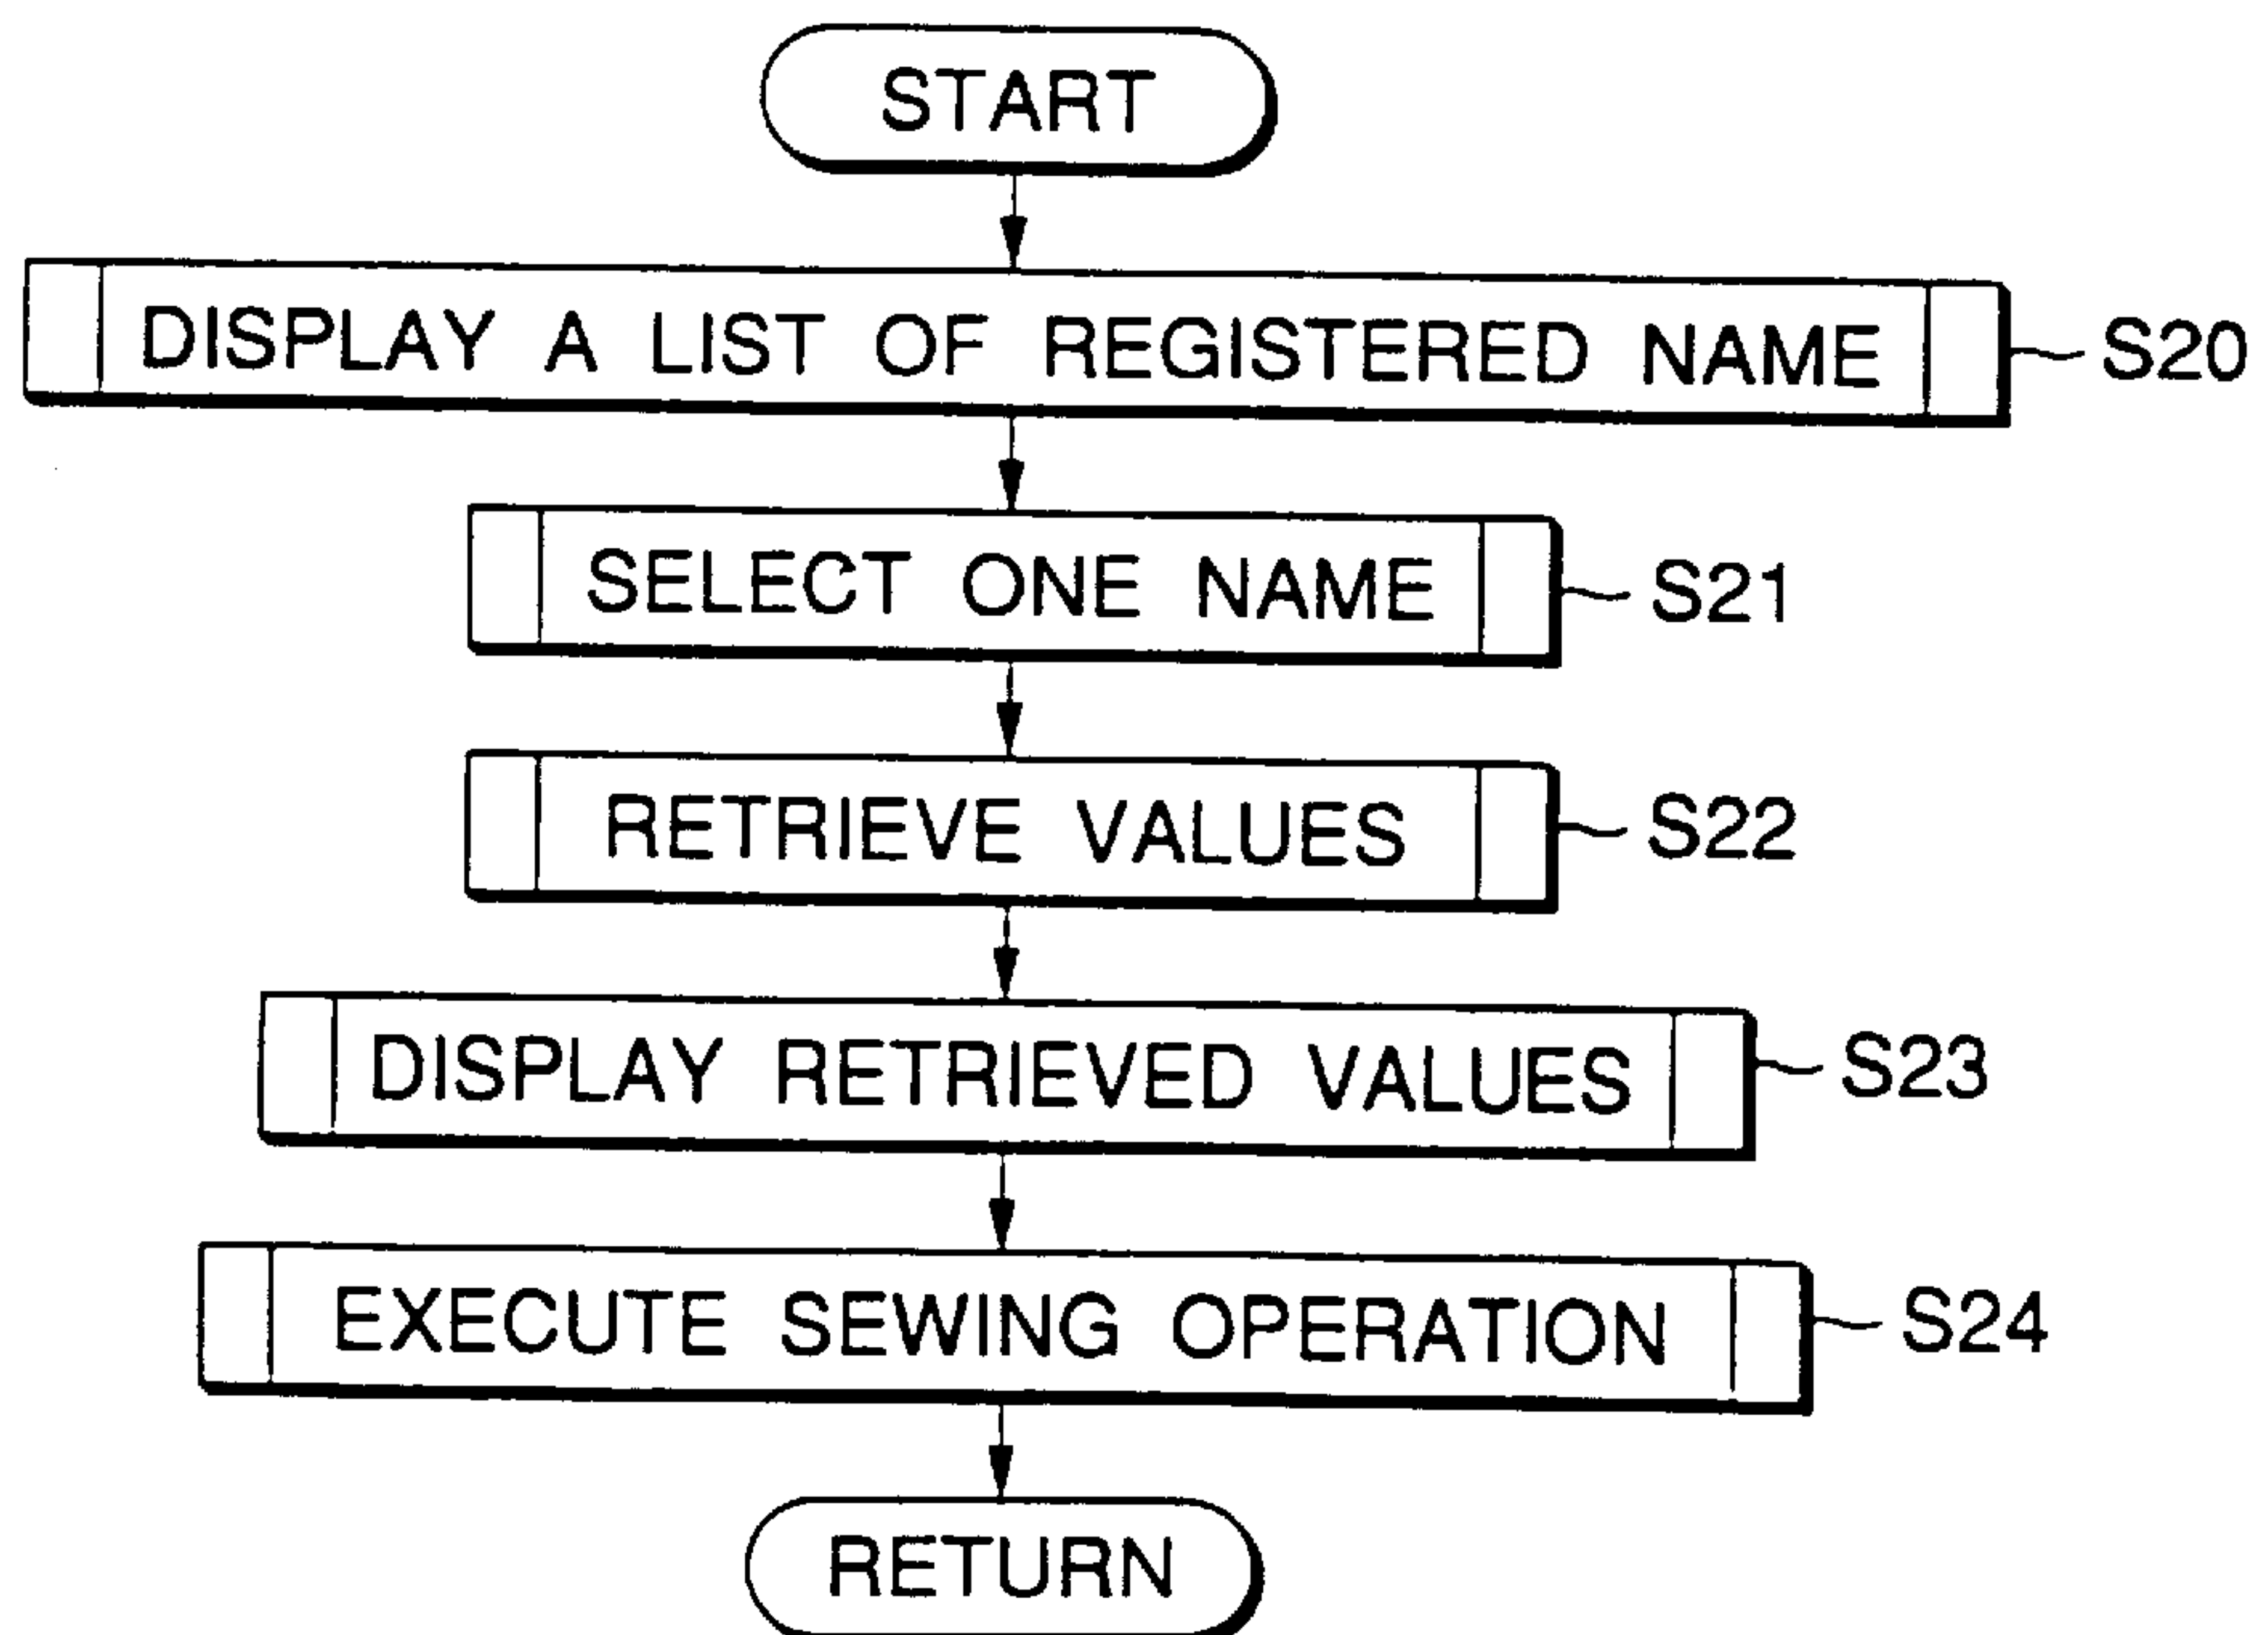 START
DISPLAY A LIST OF REGISTERED NAME S20
SELECT ONE NAME S21
RETRIEVE VALUES S22
DISPLAY RETRIEVED VALUES S23
EXECUTE SEWING OPERATION S24
RETURN